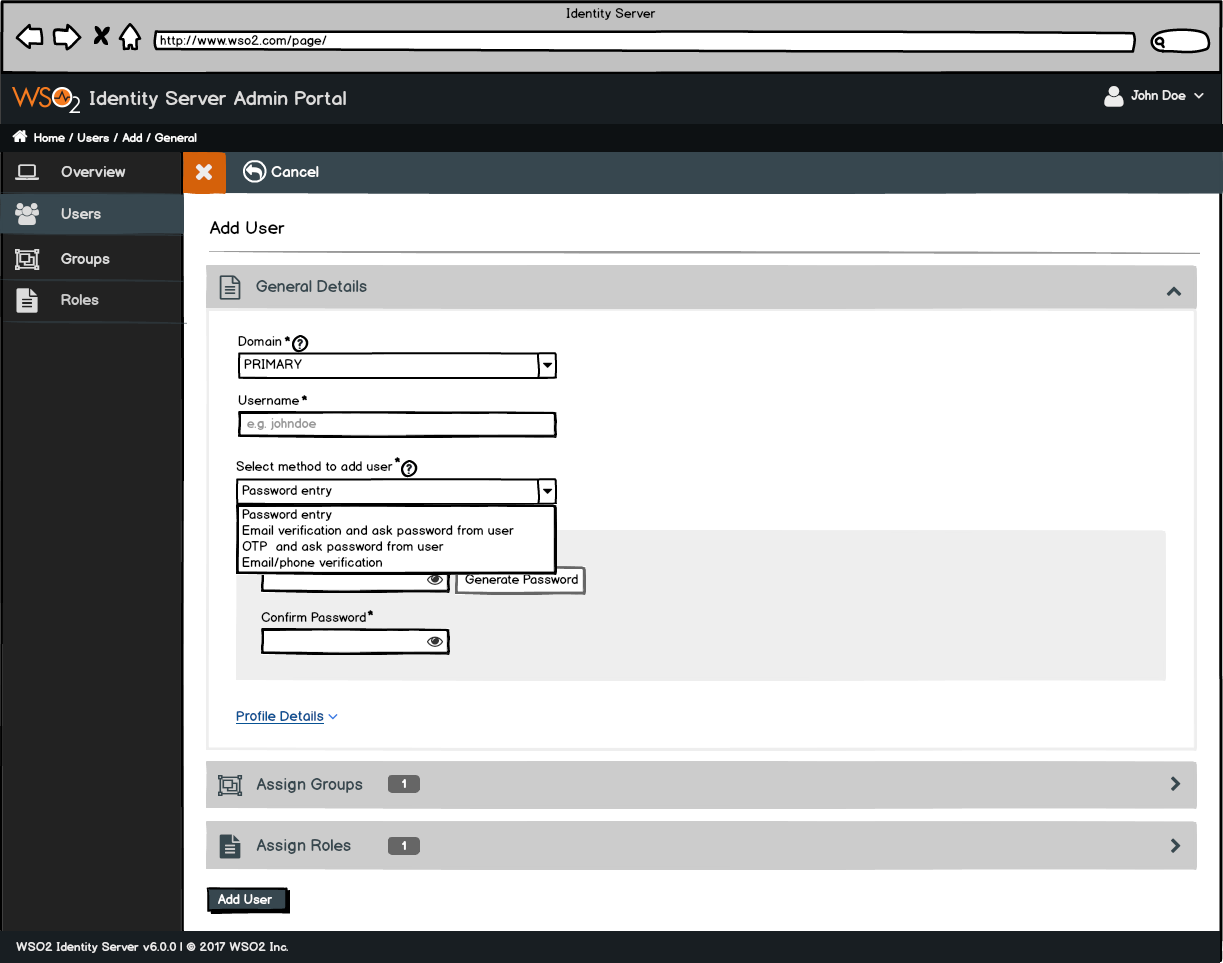 Identity Server
http://www.wso2.com/page/
WSO2 Identity Server Admin Portal
John Doe
Home / Users / Add / General
Overview
Cancel
Users
Groups
Roles
Add User
General Details
Domain * ?
PRIMARY
Username *
e.g. johndoe
Select method to add user * ?
Password entry
Password entry
Email verification and ask password from user
OTP and ask password from user
Email/phone verification
Generate Password
Confirm Password *
Profile Details
Assign Groups 1
Assign Roles 1
Add User
WSO2 Identity Server v6.0.0 | © 2017 WSO2 Inc.